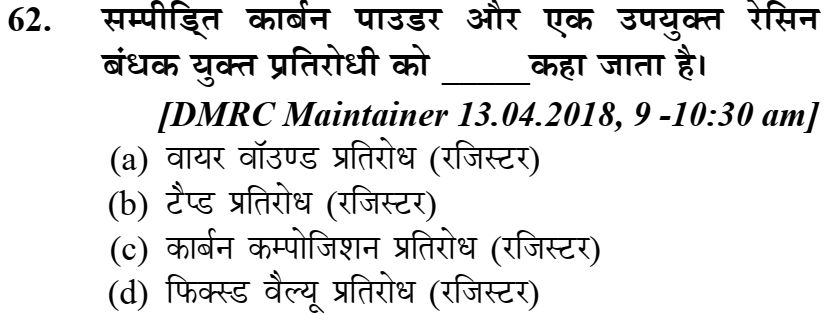 62. सम्पीड़ित कार्बन पाउडर और एक उपयुक्त रेसिन
बंधक युक्त प्रतिरोधी को _____कहा जाता है।
[DMRC Maintainer 13.04.2018, 9 -10:30 am]
(a) वायर वॉउण्ड प्रतिरोध (रजिस्टर)
(b) टैप्ड प्रतिरोध (रजिस्टर)
(c) कार्बन कम्पोजिशन प्रतिरोध (रजिस्टर)
(d) फिक्स्ड वैल्यू प्रतिरोध (रजिस्टर)